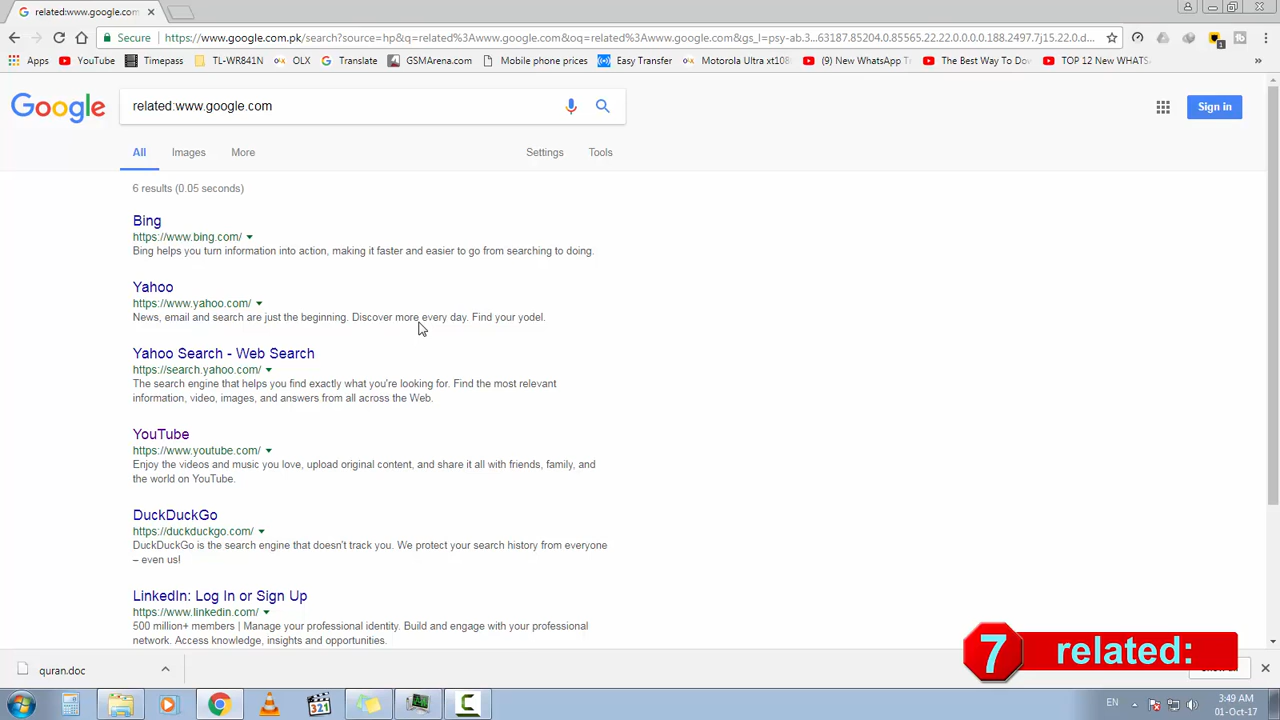 related:www.google.com
Secure https://www.google.com.pk/search?source=hp&q=related%3Awww.google.com&oq=related%3Awww.google.com&gs_l=psy-ab.3...63187.85204.0.85565.22.22.0.0.0.0.188.2497.7j15.22.0.d...
Apps YouTube Timepass TL-WR841N OLX Translate GSMArena.com Mobile phone prices Easy Transfer Motorola Ultra xt108 (9) New WhatsApp T The Best Way To Do TOP 12 New WHATS
Google related:www.google.com Sign in
All Images More Settings Tools
6 results (0.05 seconds)
Bing
https://www.bing.com/
Bing helps you turn information into action, making it faster and easier to go from searching to doing.
Yahoo
https://www.yahoo.com/
News, email and search are just the beginning. Discover more every day. Find your yodel.
Yahoo Search - Web Search
https://search.yahoo.com/
The search engine that helps you find exactly what you're looking for. Find the most relevant
information, video, images, and answers from all across the Web.
YouTube
https://www.youtube.com/
Enjoy the videos and music you love, upload original content, and share it all with friends, family, and
the world on YouTube.
DuckDuckGo
https://duckduckgo.com/
DuckDuckGo is the search engine that doesn't track you. We protect your search history from everyone
– even us!
LinkedIn: Log In or Sign Up
https://www.linkedin.com/
500 million+ members | Manage your professional identity. Build and engage with your professional
network. Access knowledge, insights and opportunities.
7 related:
quran.doc
321
EN 3:49 AM
01-Oct-17